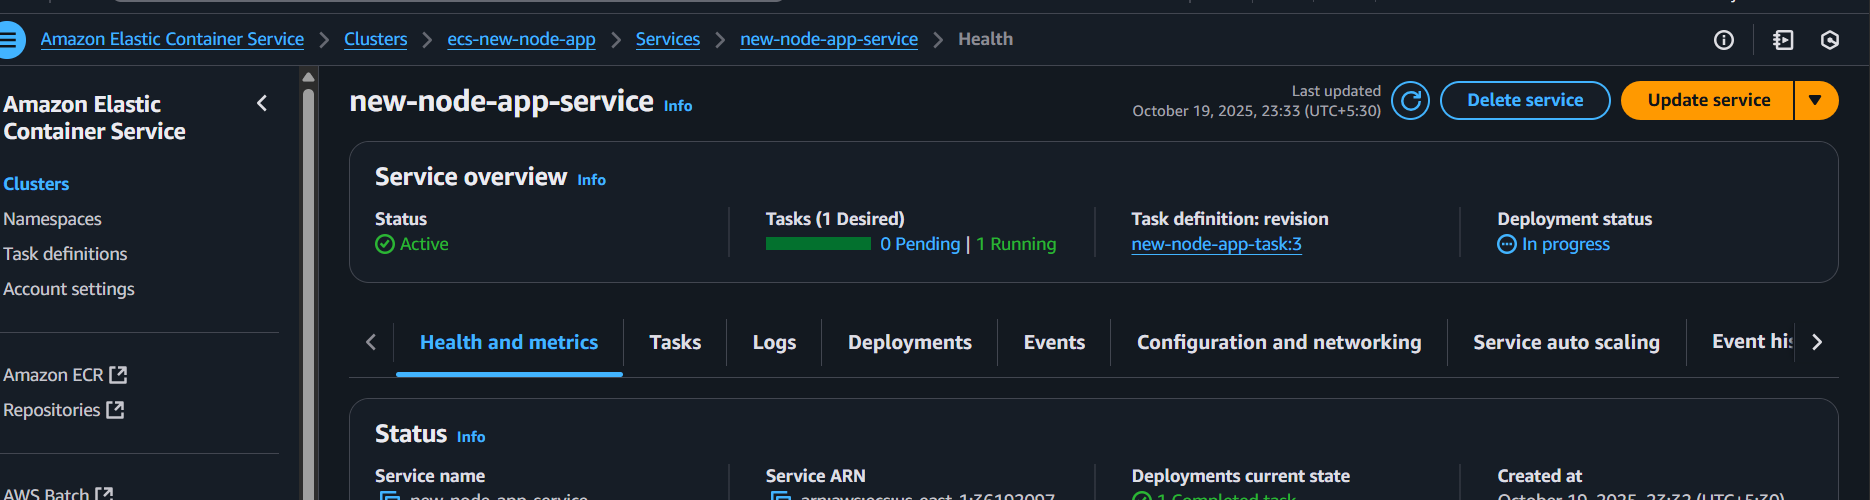 Amazon Elastic Container Service > Clusters > ecs-new-node-app > Services > new-node-app-service > Health
Amazon Elastic
Container Service
Clusters
Namespaces
Task definitions
Account settings
Amazon ECR
Repositories
AWS Batch
new-node-app-service Info
Last updated
October 19, 2025, 23:33 (UTC+5:30)
Delete service
Update service
Service overview Info
Status
Active
Tasks (1 Desired)
0 Pending | 1 Running
Task definition: revision
new-node-app-task:3
Deployment status
In progress
Health and metrics
Tasks
Logs
Deployments
Events
Configuration and networking
Service auto scaling
Event his
Status Info
Service name
new-node-app-service
Service ARN
Deployments current state
1 Completed task
Created at
October 19, 2025, 23:32 (UTC+5:30)